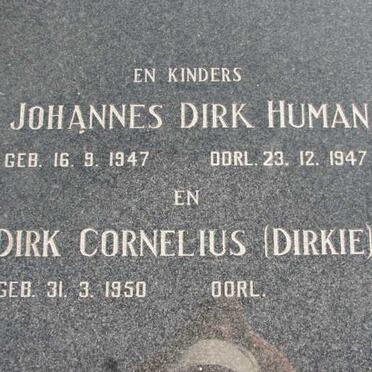 EN KINDERS
JOHANNES DIRK HUMAN
GEB. 16. 9. 1947 OORL. 23. 12. 1947
EN
DIRK CORNELIUS (DIRKIE)
GEB. 31. 3. 1950 OORL.